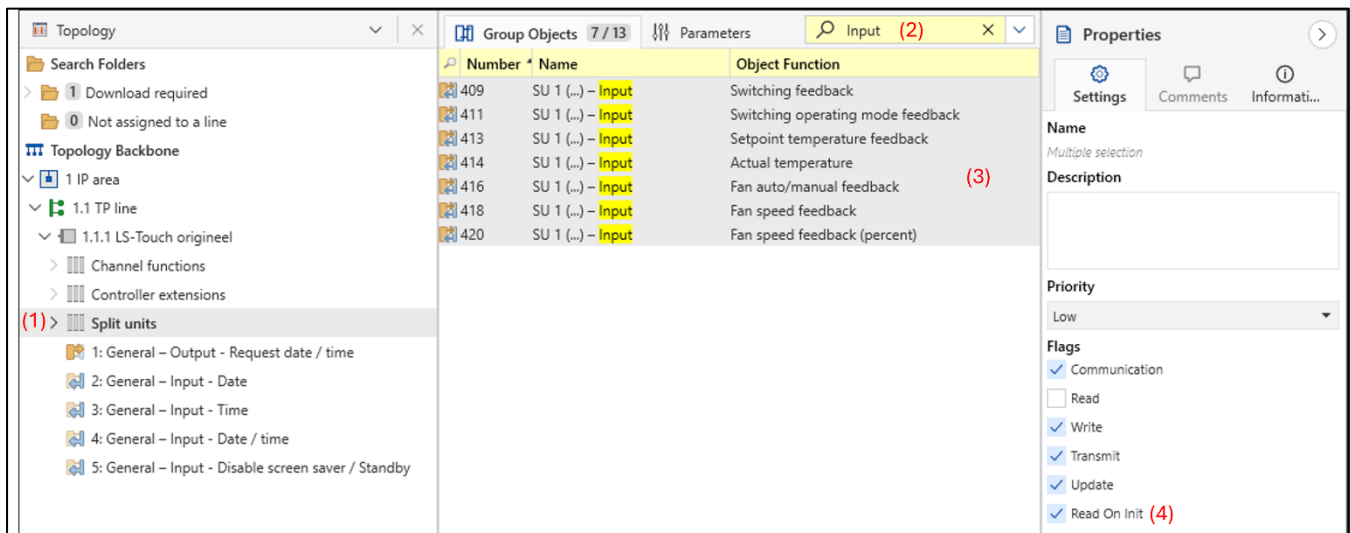 Topology
Search Folders
1 Download required
0 Not assigned to a line
Topology Backbone
1 IP area
1.1 TP line
1.1.1 LS-Touch origineel
Channel functions
Controller extensions
(1) Split units
1: General – Output - Request date / time
2: General – Input - Date
3: General – Input - Time
4: General – Input - Date / time
5: General – Input - Disable screen saver / Standby
Group Objects 7 / 13 Parameters Input (2)
Number Name Object Function
409 SU 1 (...) – Input Switching feedback
411 SU 1 (...) – Input Switching operating mode feedback
413 SU 1 (...) – Input Setpoint temperature feedback
414 SU 1 (...) – Input Actual temperature
416 SU 1 (...) – Input Fan auto/manual feedback
418 SU 1 (...) – Input Fan speed feedback
420 SU 1 (...) – Input Fan speed feedback (percent)
(3)
Properties
Settings Comments Informati...
Name
Multiple selection
Description
Priority
Low
Flags
Communication
Read
Write
Transmit
Update
Read On Init (4)